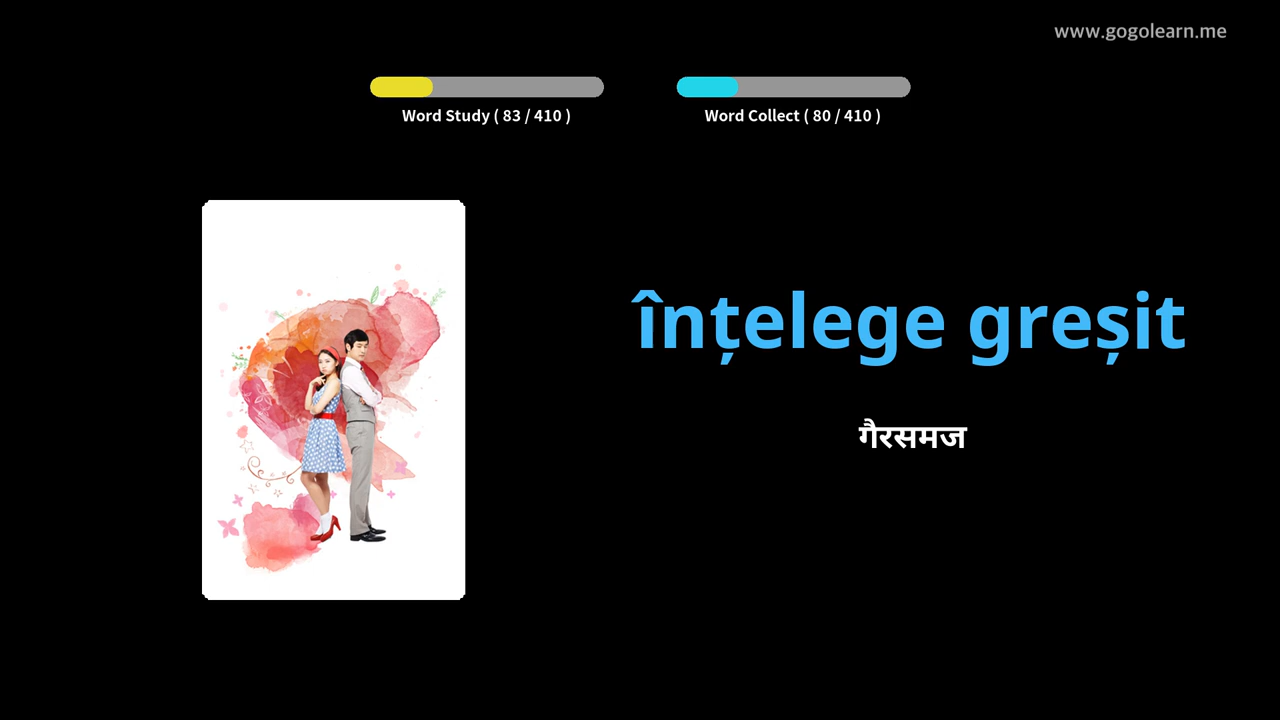 www.gogolearn.me
Word Study ( 83 / 410 )
Word Collect ( 80 / 410 )
înțelege greșit
गैरसमज